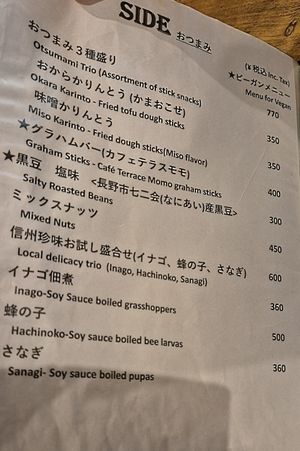 SIDE おつまみ
(¥ 税込 Inc. Tax)
★ビーガンメニュー
Menu for Vegan
おつまみ３種盛り 770
Otsumami Trio (Assortment of stick snacks)
おからかりんとう (かまおこせ) 350
Okara Karinto - Fried tofu dough sticks
味噌かりんとう 350
Miso Karinto - Fried dough sticks(Miso flavor)
★グラハムバー(カフェテラスモモ) 400
Graham Sticks - Café Terrace Momo graham sticks
★黒豆　塩味　<長野市七二会(なにあい)産黒豆> 300
Salty Roasted Beans
ミックスナッツ 450
Mixed Nuts
信州珍味お試し盛合せ(イナゴ、蜂の子、さなぎ) 600
Local delicacy trio (Inago, Hachinoko, Sanagi)
イナゴ佃煮 360
Inago-Soy Sauce boiled grasshoppers
蜂の子 500
Hachinoko-Soy sauce boiled bee larvas
さなぎ 360
Sanagi- Soy sauce boiled pupas